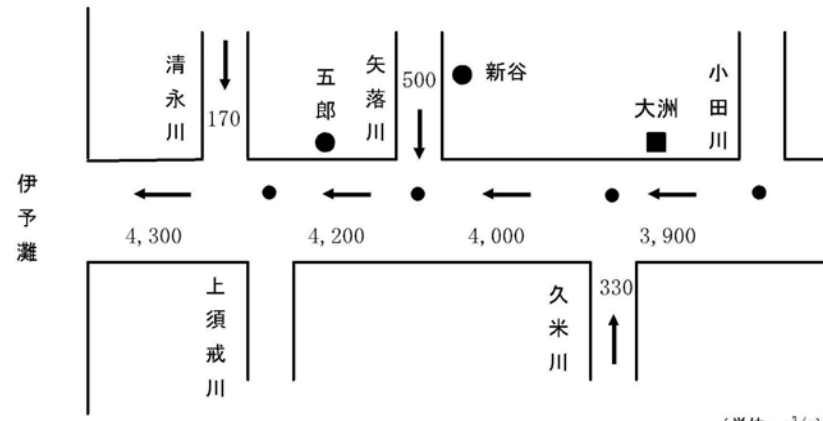 清永川
170
五郎
矢落川
500
新谷
大洲
小田川
伊予灘
4,300
4,200
4,000
3,900
上須戒川
久米川
330